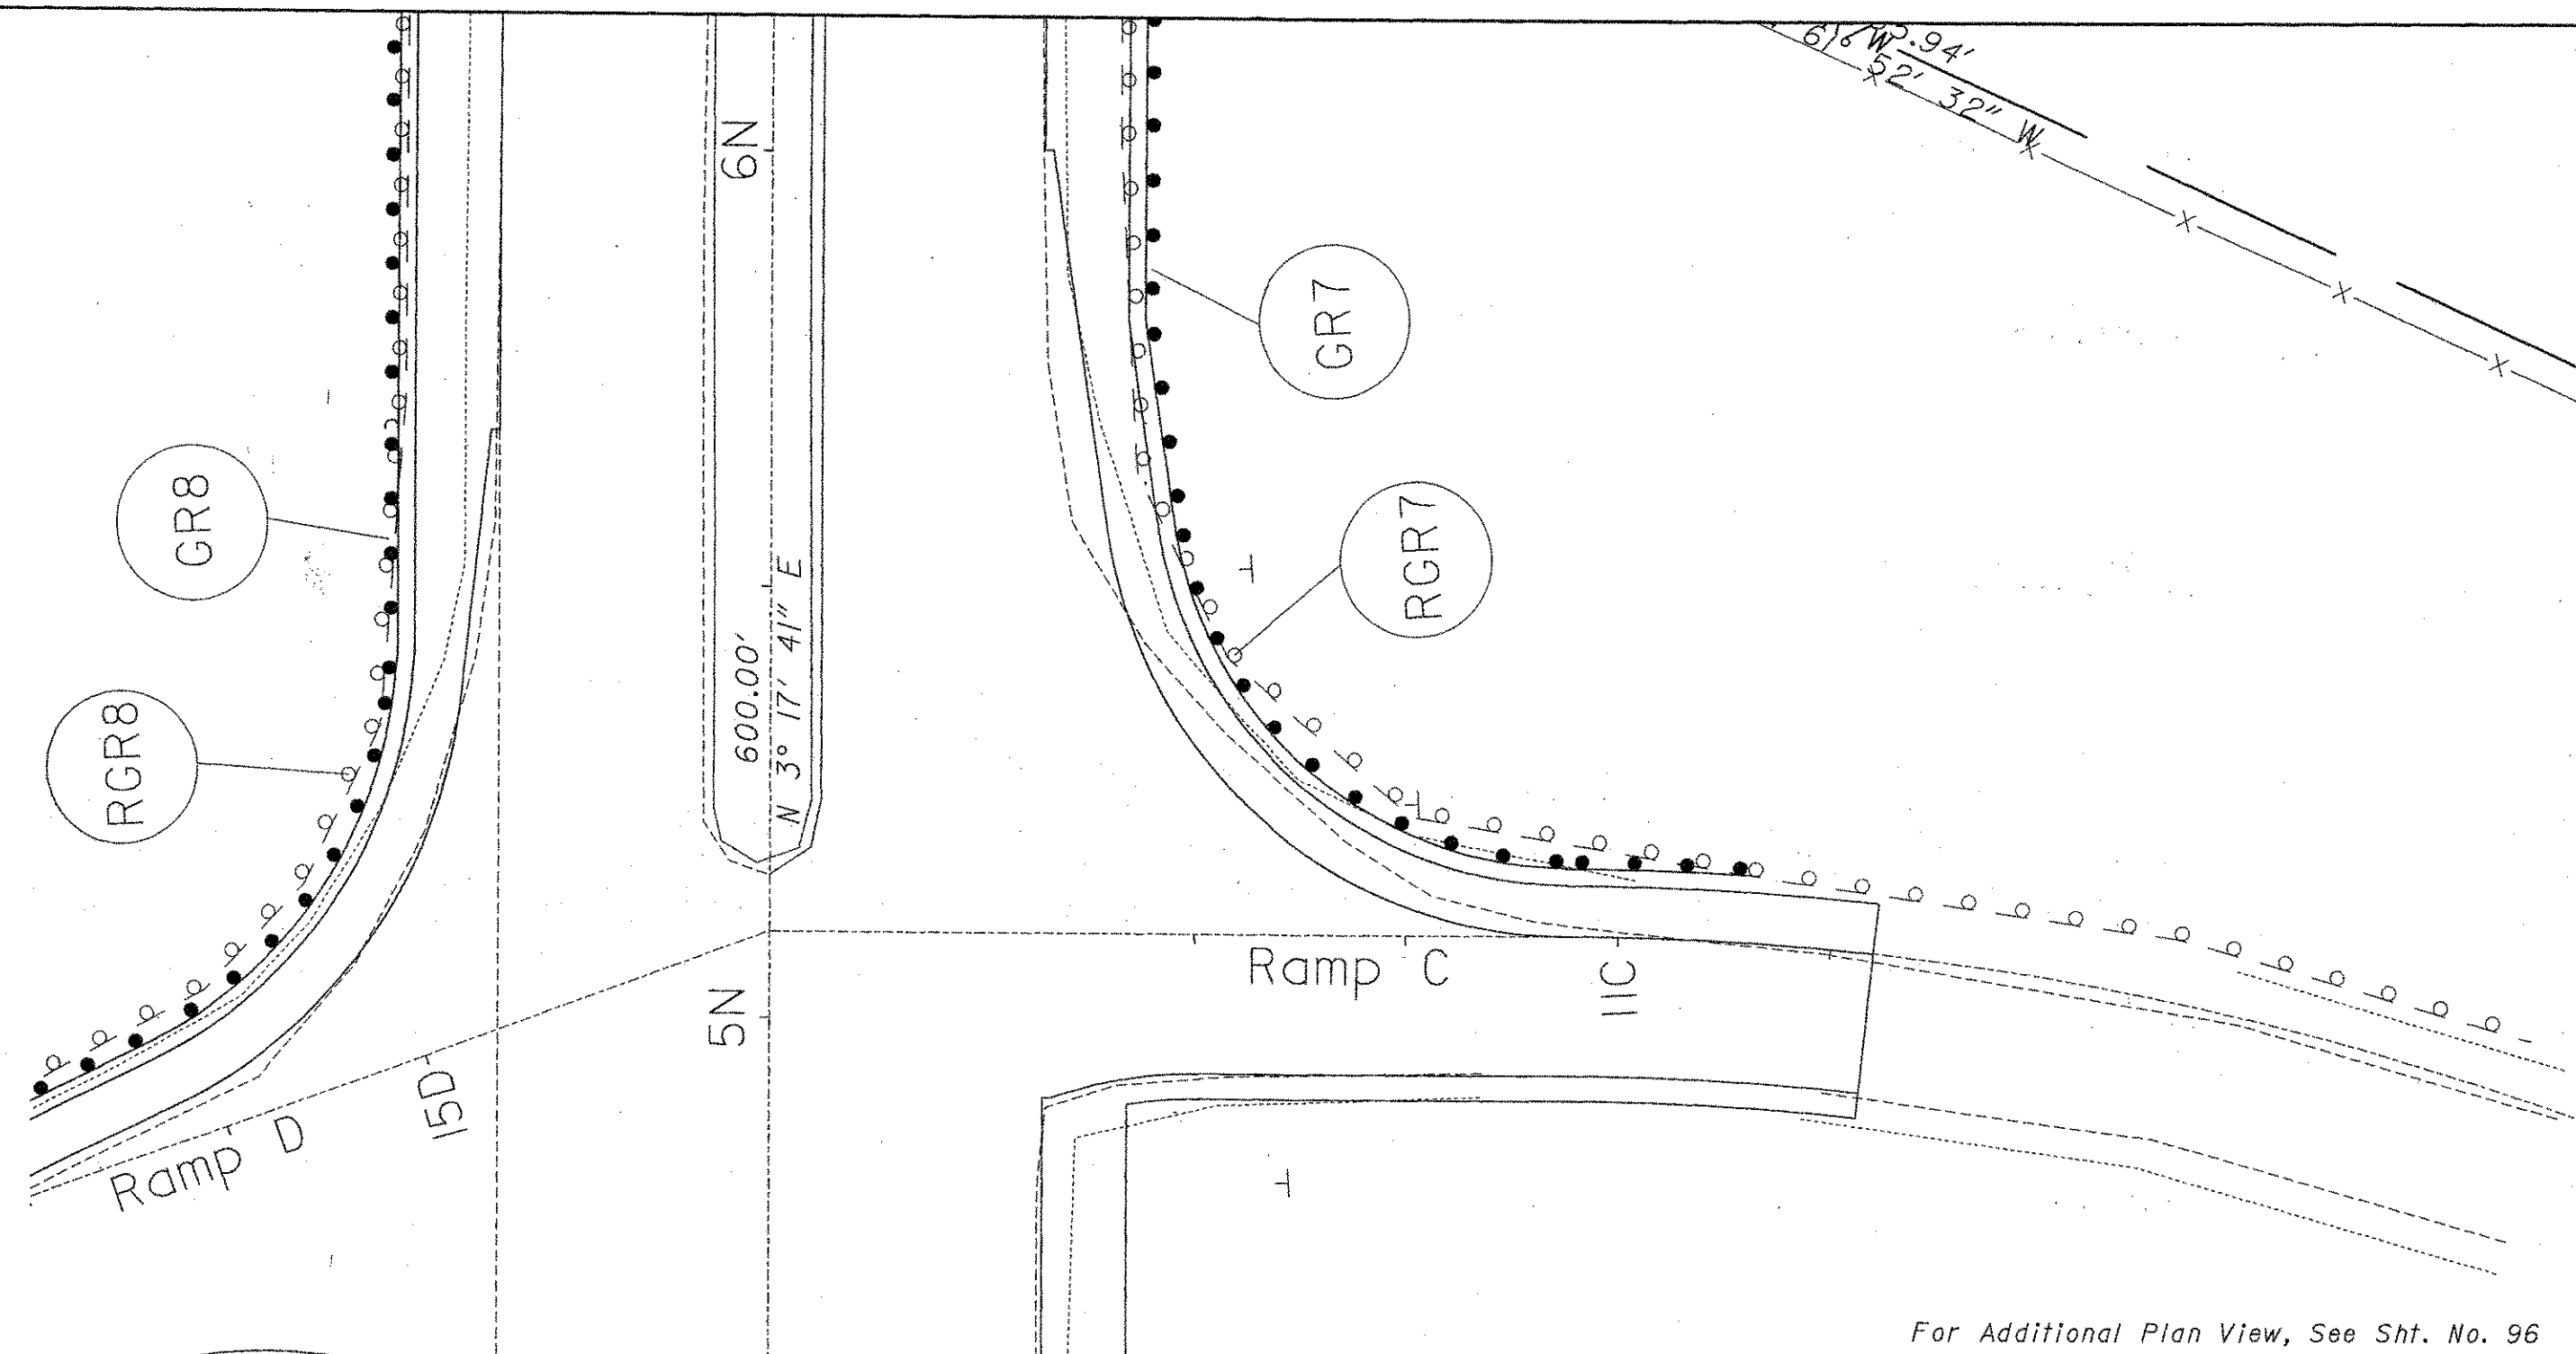 52' 32" W
6N
GR7
GR8
RGR7
600.00'
N 3° 17' 41" E
RGR8
Ramp C
11C
5N
15D
Ramp D
For Additional Plan View, See Sht. No. 96